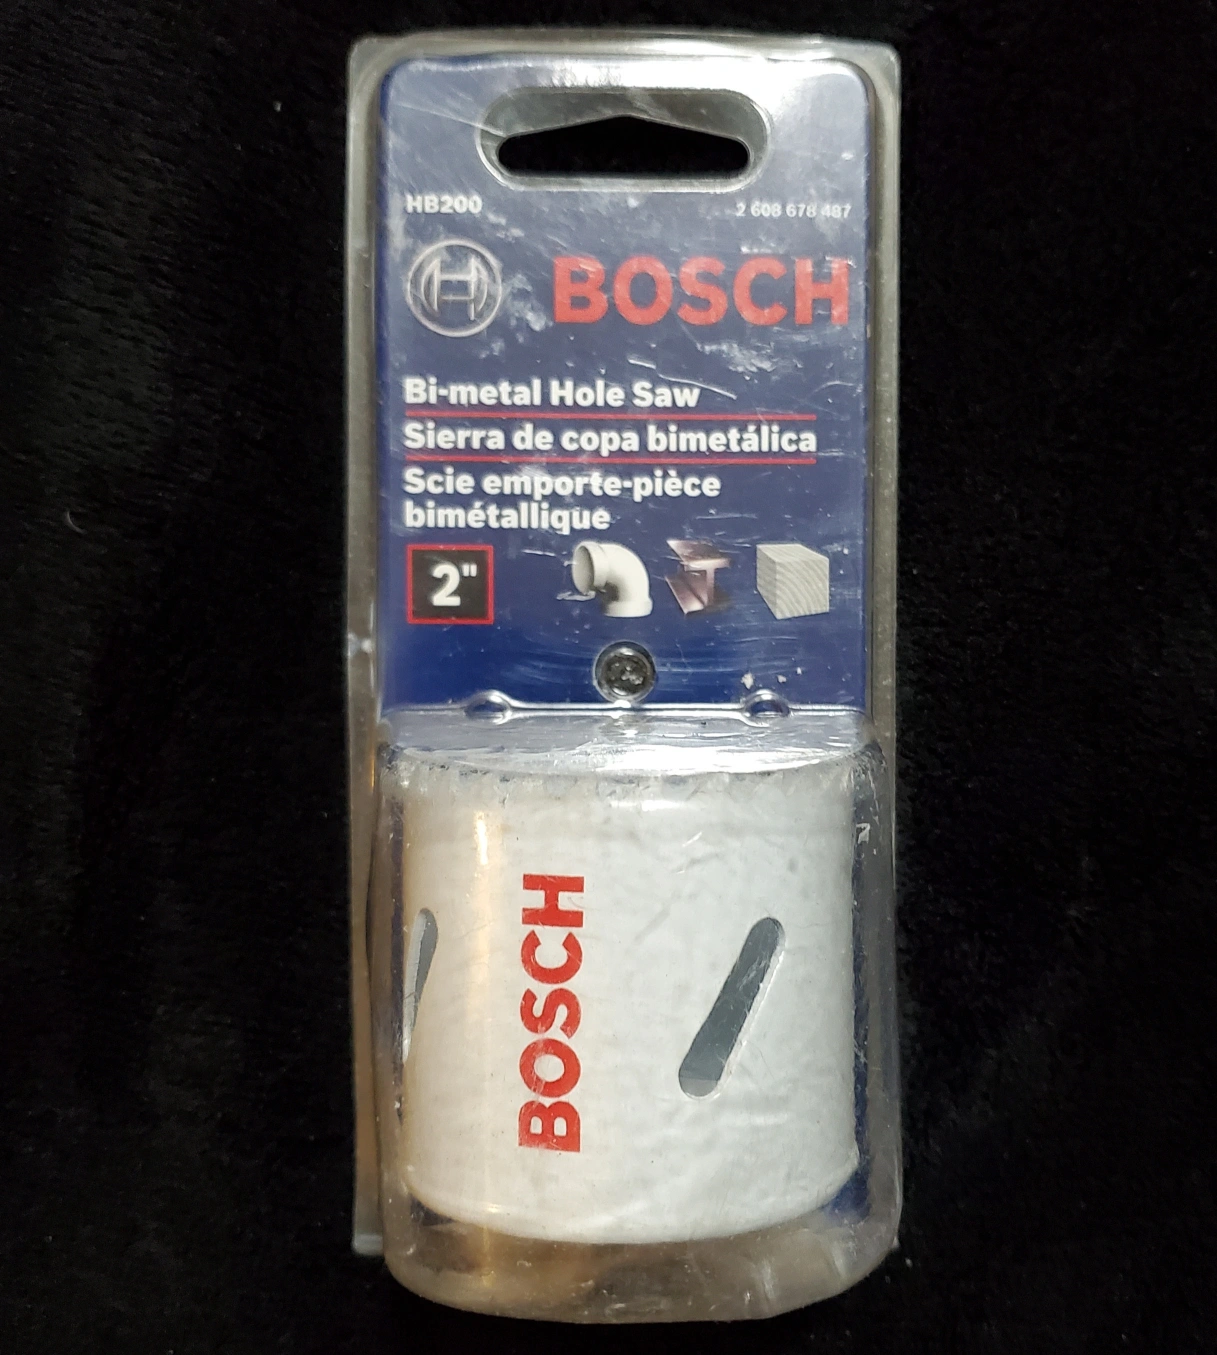 HB200
2 608 678 487
BOSCH
Bi-metal Hole Saw
Sierra de copa bimetálica
Scie emporte-pièce
bimétallique
2"
BOSCH